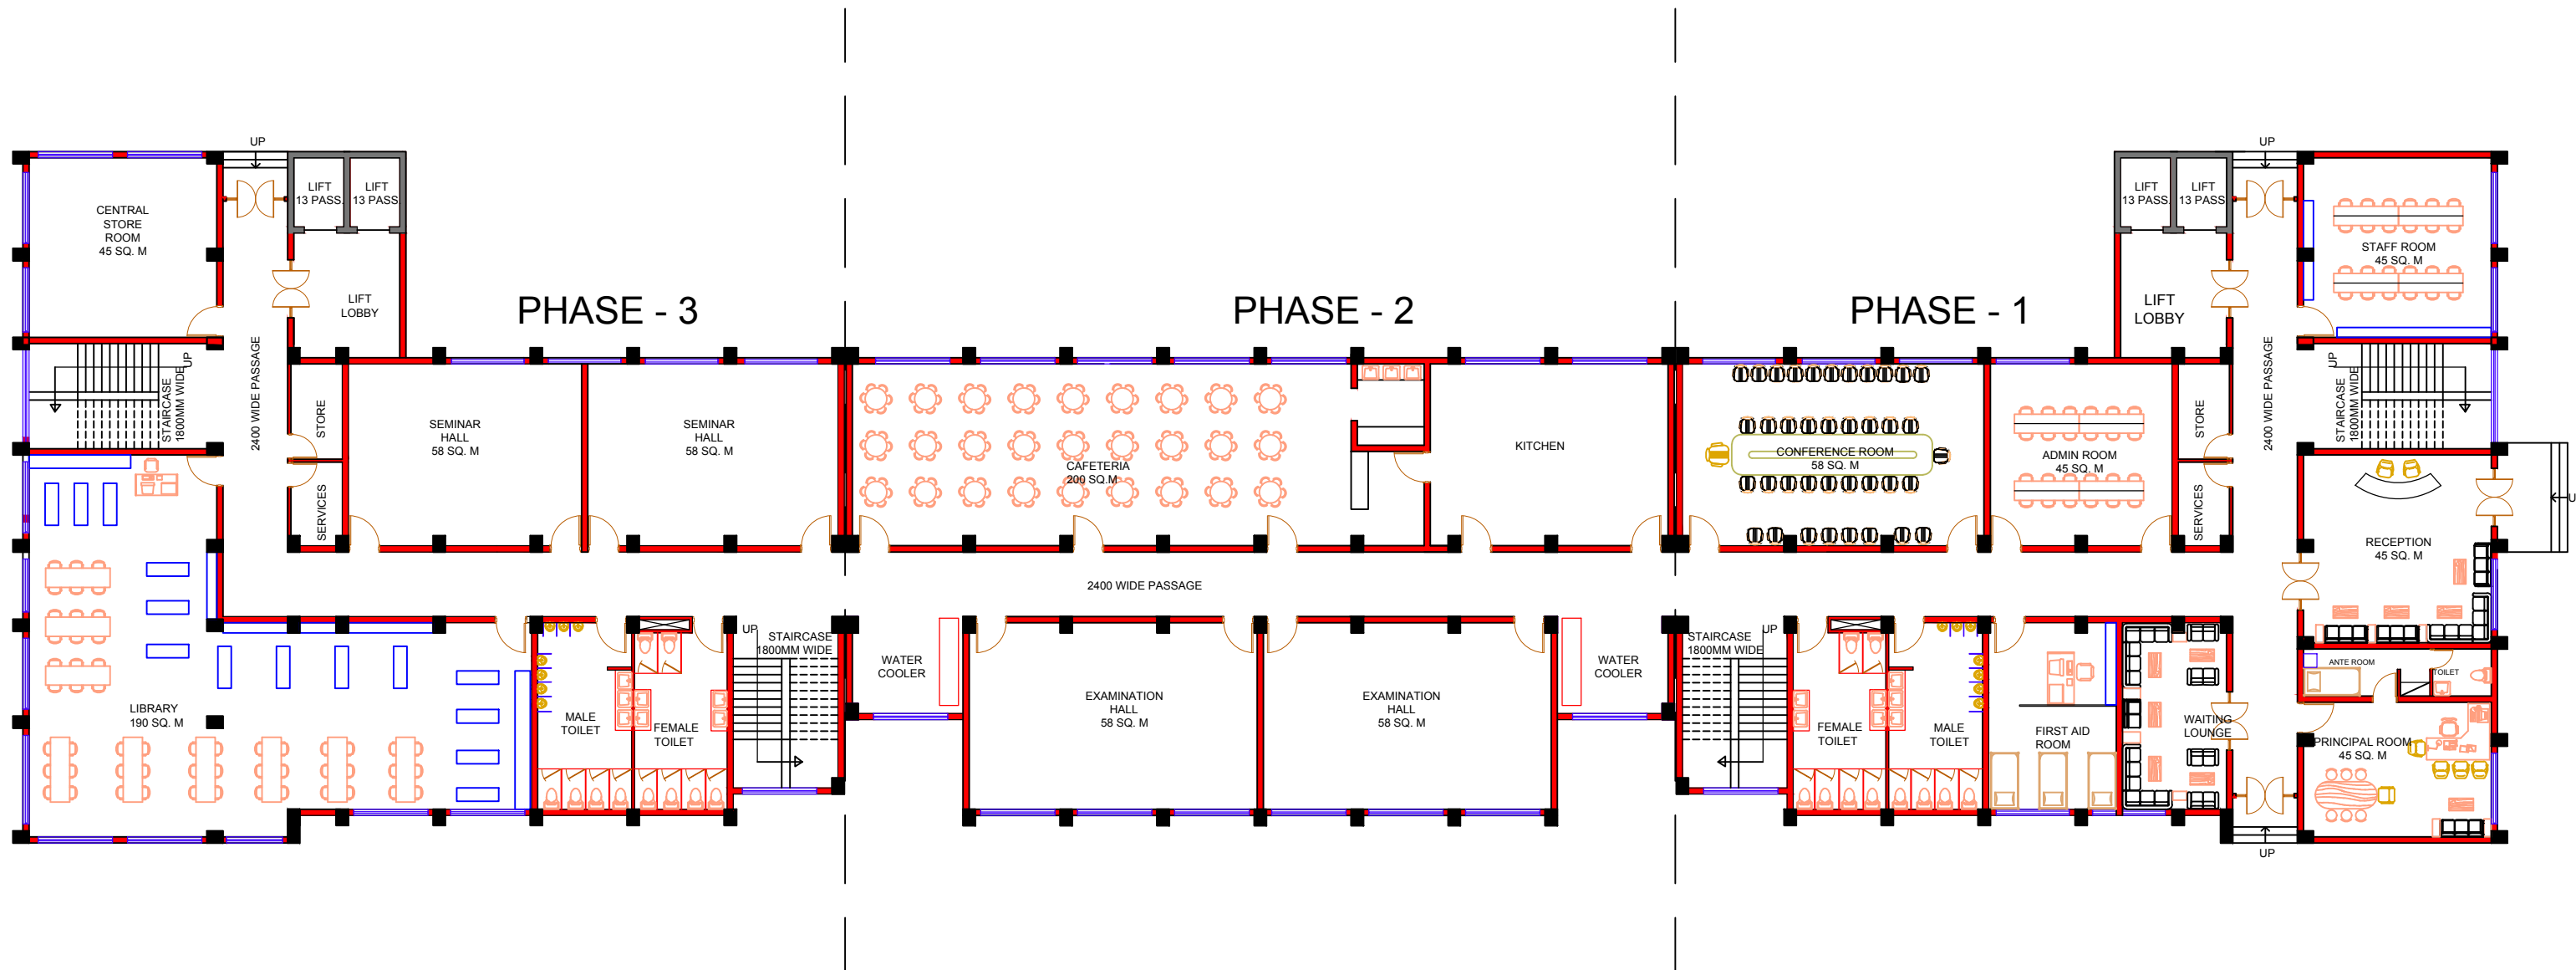 UP
LIFT
13 PASS.
LIFT
13 PASS
CENTRAL
STORE
ROOM
45 SQ. M
LIFT
LOBBY
PHASE - 3
PHASE - 2
PHASE - 1
UP
LIFT
13 PASS.
LIFT
13 PASS
STAFF ROOM
45 SQ. M
LIFT
LOBBY
UP
STAIRCASE
1800MM WIDE
2400 WIDE PASSAGE
STORE
SERVICES
SEMINAR
HALL
58 SQ. M
SEMINAR
HALL
58 SQ. M
CAFETERIA
200 SQ.M
KITCHEN
CONFERENCE ROOM
58 SQ. M
ADMIN ROOM
45 SQ. M
STORE
SERVICES
2400 WIDE PASSAGE
UP
STAIRCASE
1800MM WIDE
RECEPTION
45 SQ. M
2400 WIDE PASSAGE
LIBRARY
190 SQ. M
MALE
TOILET
FEMALE
TOILET
UP
STAIRCASE
1800MM WIDE
WATER
COOLER
EXAMINATION
HALL
58 SQ. M
EXAMINATION
HALL
58 SQ. M
WATER
COOLER
UP
STAIRCASE
1800MM WIDE
FEMALE
TOILET
MALE
TOILET
FIRST AID
ROOM
WAITING
LOUNGE
ANTE ROOM
TOILET
PRINCIPAL ROOM
45 SQ. M
UP